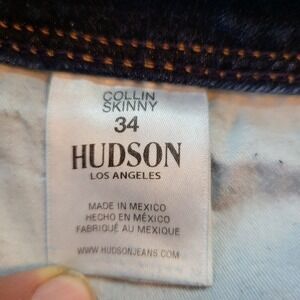 COLLIN
SKINNY
34
HUDSON
LOS ANGELES
MADE IN MEXICO
HECHO EN MÉXICO
FABRIQUÉ AU MEXIQUE
WWW.HUDSONJEANS.COM